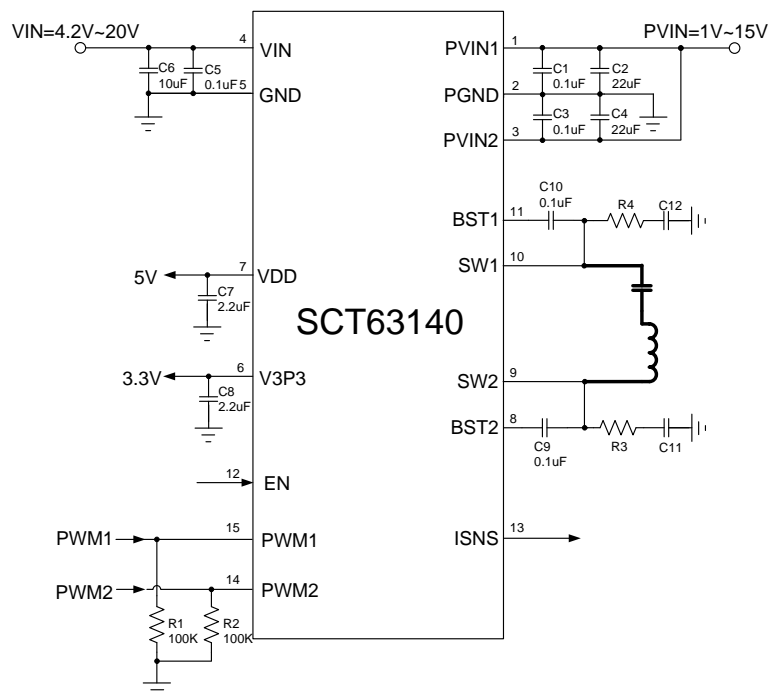 VIN=4.2V~20V
PVIN=1V~15V
4
VIN
C6
10uF
C5
0.1uF
5
GND
PVIN1
1
C1
0.1uF
C2
22uF
PGND
2
C3
0.1uF
C4
22uF
PVIN2
3
C10
0.1uF
BST1
11
R4
C12
SW1
10
5V
7
VDD
C7
2.2uF
SCT63140
3.3V
6
V3P3
C8
2.2uF
SW2
9
BST2
8
C9
0.1uF
R3
C11
12
EN
PWM1
15
PWM1
ISNS
13
PWM2
14
PWM2
R1
100K
R2
100K